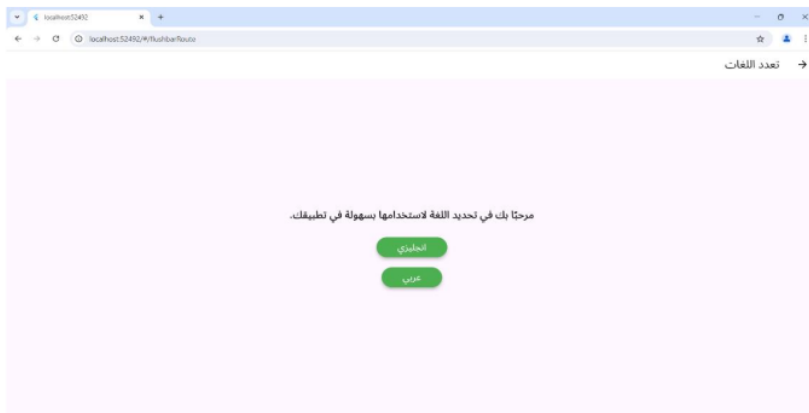 localhost:52492
localhost:52492/#/flushbarRoute
تعدد اللغات
مرحبًا بك في تحديد اللغة لاستخدامها بسهولة في تطبيقك.
انجليزي
عربي